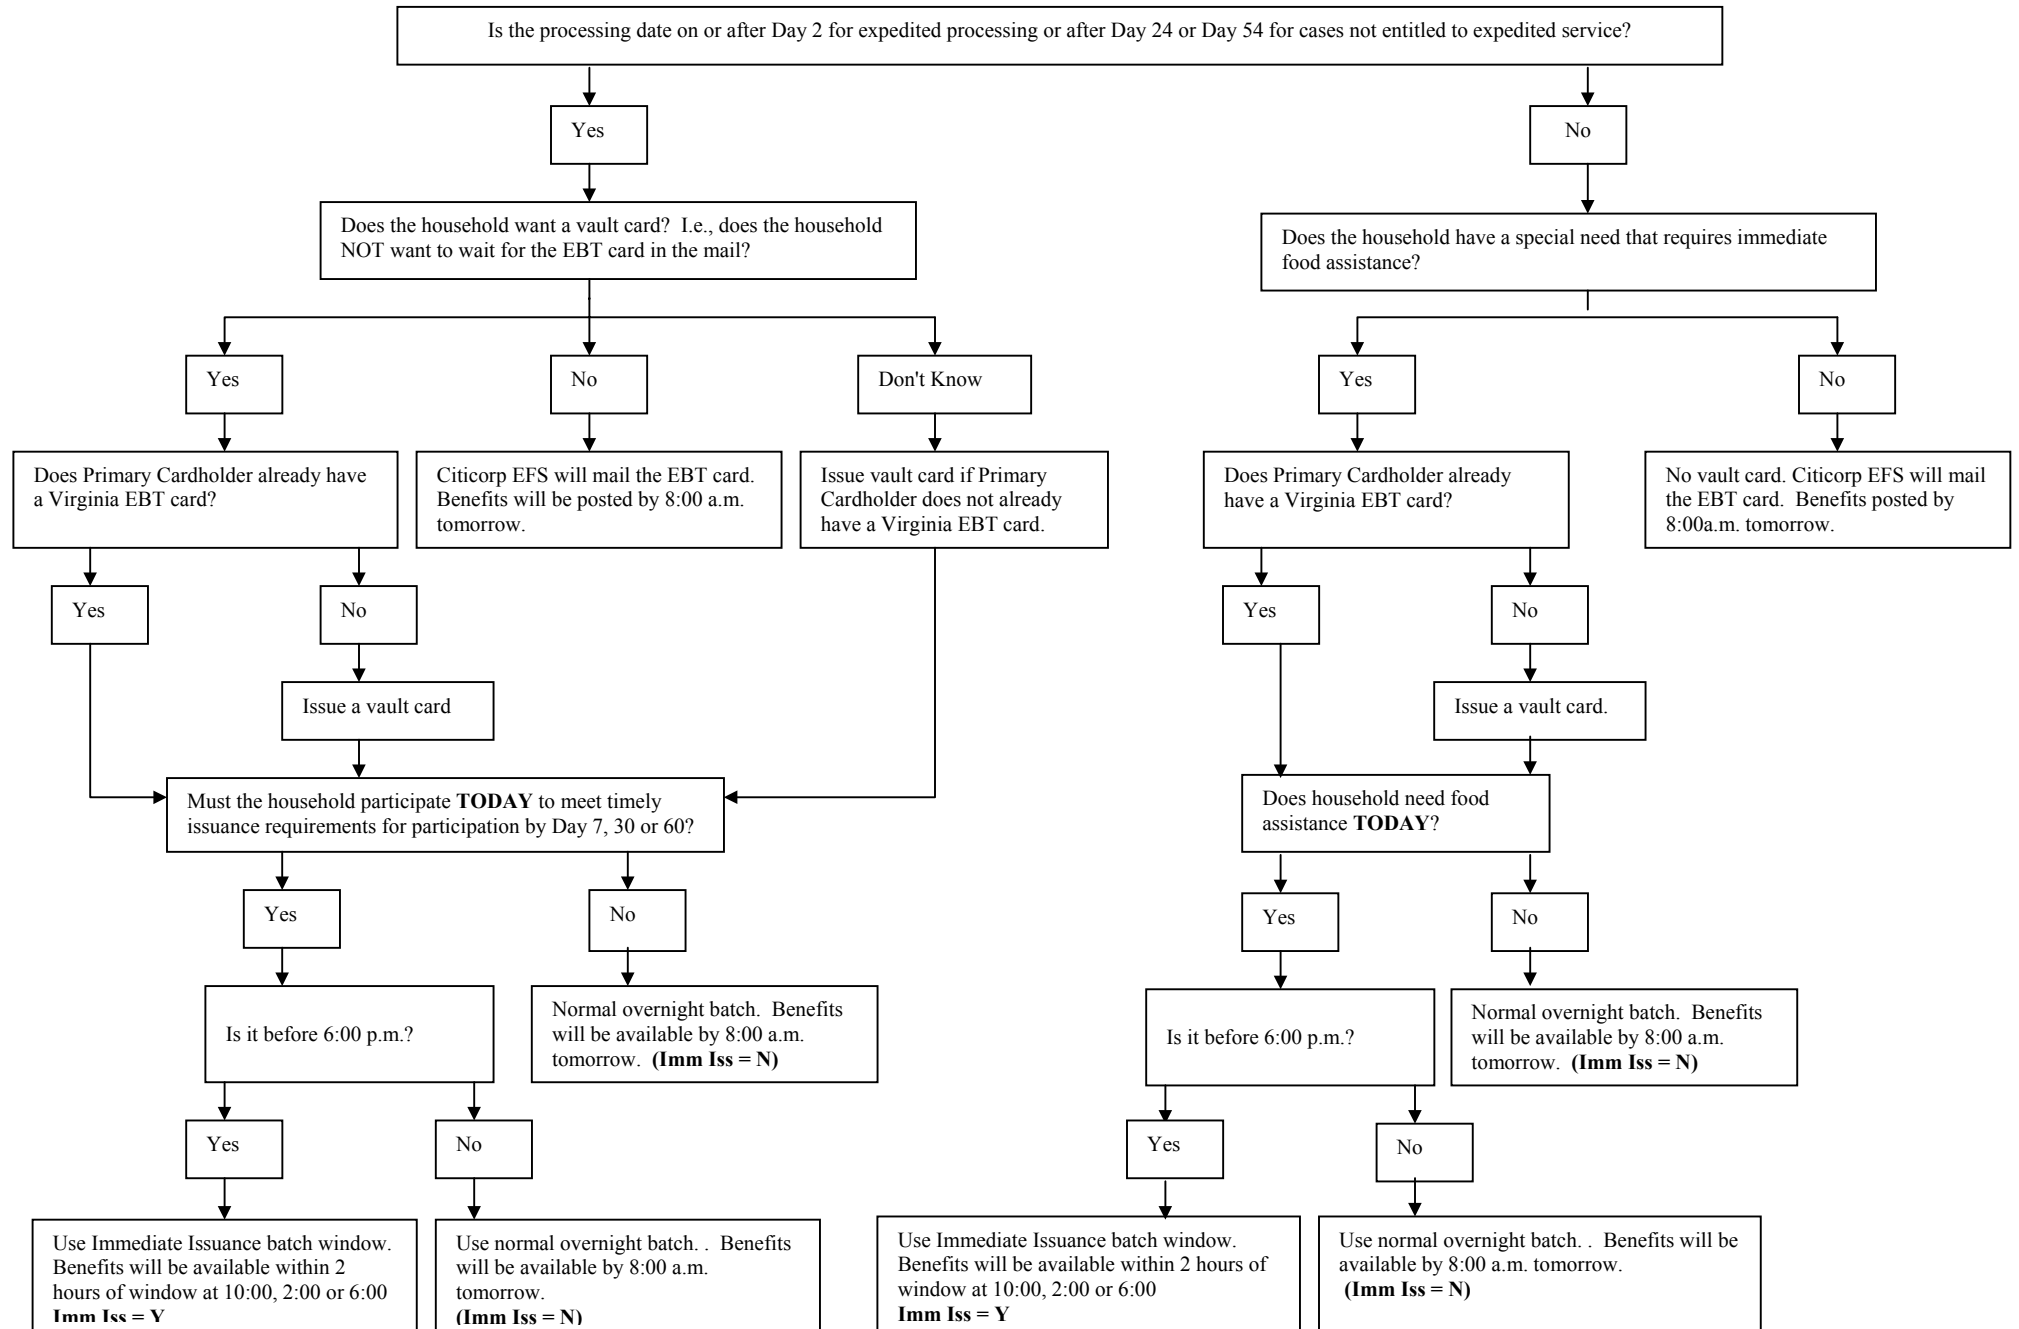 Is the processing date on or after Day 2 for expedited processing or after Day 24 or Day 54 for cases not entitled to expedited service?
Yes
No
Does the household want a vault card?  I.e., does the household
NOT want to wait for the EBT card in the mail?
Does the household have a special need that requires immediate
food assistance?
Yes
No
Don't Know
Yes
No
Does Primary Cardholder already have
a Virginia EBT card?
Citicorp EFS will mail the EBT card.
Benefits will be posted by 8:00 a.m.
tomorrow.
Issue vault card if Primary
Cardholder does not already
have a Virginia EBT card.
Does Primary Cardholder already
have a Virginia EBT card?
No vault card. Citicorp EFS will mail
the EBT card.  Benefits posted by
8:00a.m. tomorrow.
Yes
No
Yes
No
Issue a vault card
Issue a vault card.
Must the household participate TODAY to meet timely
issuance requirements for participation by Day 7, 30 or 60?
Does household need food
assistance TODAY?
Yes
No
Yes
No
Is it before 6:00 p.m.?
Normal overnight batch.  Benefits
will be available by 8:00 a.m.
tomorrow.  (Imm Iss = N)
Is it before 6:00 p.m.?
Normal overnight batch.  Benefits
will be available by 8:00 a.m.
tomorrow.  (Imm Iss = N)
Yes
No
Yes
No
Use Immediate Issuance batch window.
Benefits will be available within 2
hours of window at 10:00, 2:00 or 6:00
Imm Iss = Y
Use normal overnight batch. .  Benefits
will be available by 8:00 a.m.
tomorrow.
(Imm Iss = N)
Use Immediate Issuance batch window.
Benefits will be available within 2 hours of
window at 10:00, 2:00 or 6:00
Imm Iss = Y
Use normal overnight batch. .  Benefits will be
available by 8:00 a.m. tomorrow.
(Imm Iss = N)